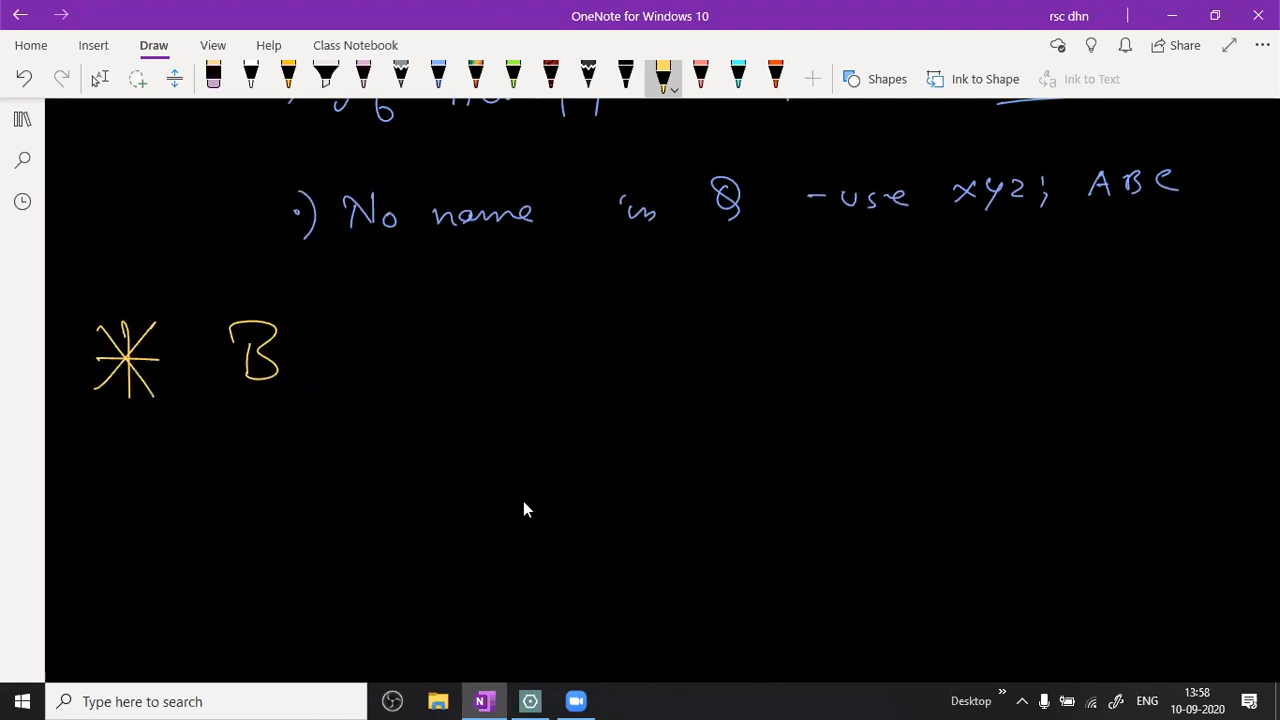 OneNote for Windows 10
rsc dhn
Home Insert Draw View Help Class Notebook
Share
Shapes Ink to Shape Ink to Text
·) No name in Q - use XYZ; ABC
* B
Type here to search
Desktop
ENG
13:58
10-09-2020